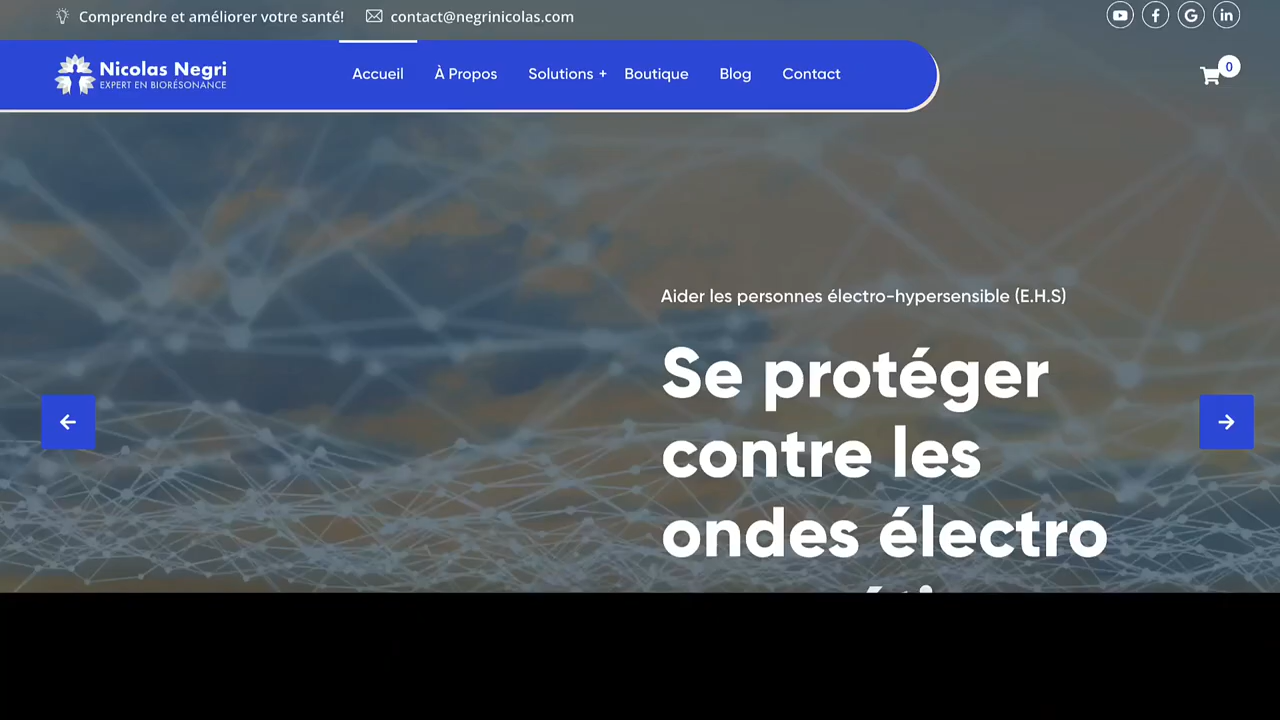 Comprendre et améliorer votre santé! contact@negrinicolas.com
Nicolas Negri
EXPERT EN BIORÉSONANCE
Accueil À Propos Solutions + Boutique Blog Contact
0
Aider les personnes électro-hypersensible (E.H.S)
Se protéger
contre les
ondes électro